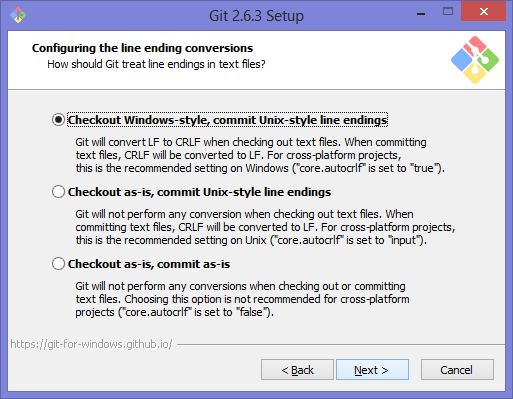 Git 2.6.3 Setup
Configuring the line ending conversions
How should Git treat line endings in text files?
Checkout Windows-style, commit Unix-style line endings
Git will convert LF to CRLF when checking out text files. When committing
text files, CRLF will be converted to LF. For cross-platform projects,
this is the recommended setting on Windows ("core.autocrlf" is set to "true").
Checkout as-is, commit Unix-style line endings
Git will not perform any conversion when checking out text files. When
committing text files, CRLF will be converted to LF. For cross-platform projects,
this is the recommended setting on Unix ("core.autocrlf" is set to "input").
Checkout as-is, commit as-is
Git will not perform any conversions when checking out or committing
text files. Choosing this option is not recommended for cross-platform
projects ("core.autocrlf" is set to "false").
https://git-for-windows.github.io/
< Back
Next >
Cancel